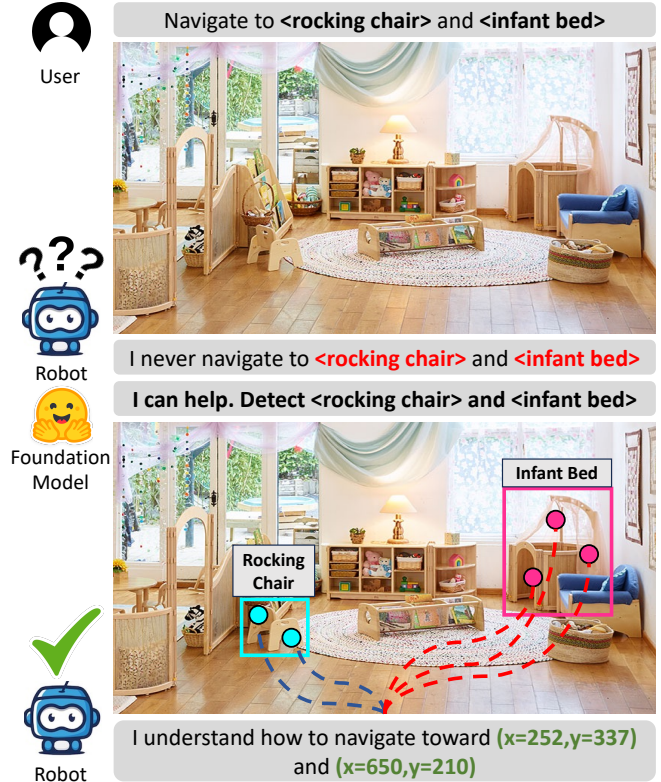 Navigate to <rocking chair> and <infant bed>
User
???
I never navigate to <rocking chair> and <infant bed>
Robot
I can help. Detect <rocking chair> and <infant bed>
Foundation
Model
Infant Bed
Rocking
Chair
I understand how to navigate toward (x=252,y=337)
and (x=650,y=210)
Robot